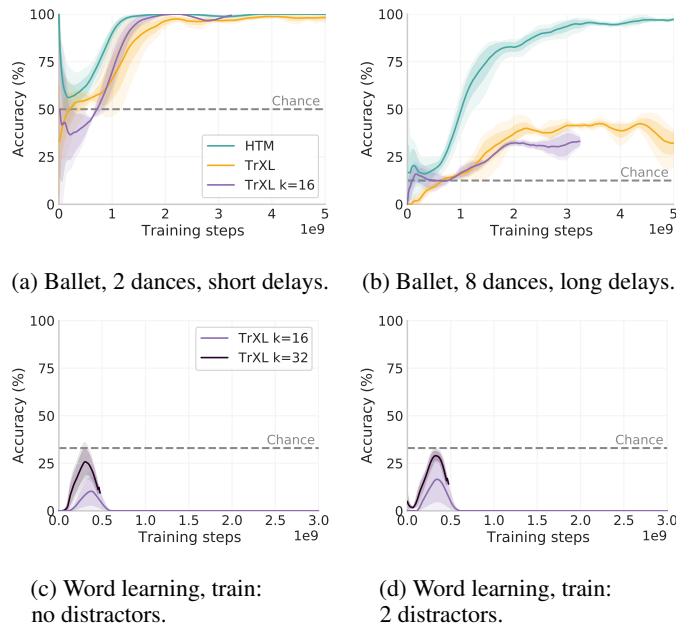 100
75
50
25
0
Accuracy (%)
Chance
HTM
TrXL
TrXL k=16
0 1 2 3 4 5
Training steps
1e9
(a) Ballet, 2 dances, short delays.
100
75
50
25
0
Accuracy (%)
Chance
0 1 2 3 4 5
Training steps
1e9
(b) Ballet, 8 dances, long delays.
100
75
50
25
0
Accuracy (%)
TrXL k=16
TrXL k=32
Chance
0.0 0.5 1.0 1.5 2.0 2.5 3.0
Training steps
1e9
(c) Word learning, train:
no distractors.
100
75
50
25
0
Accuracy (%)
Chance
0.0 0.5 1.0 1.5 2.0 2.5 3.0
Training steps
1e9
(d) Word learning, train:
2 distractors.